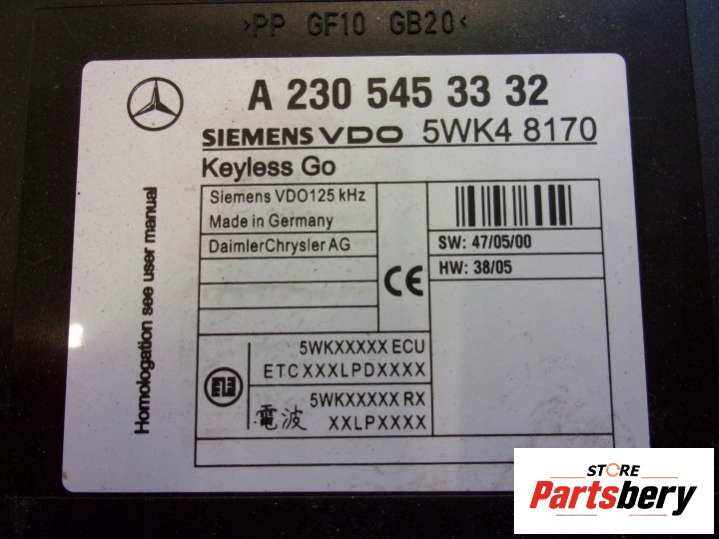 >PP GF10 GB20<
A 230 545 33 32
SIEMENS VDO 5WK4 8170
Keyless Go
Siemens VDO125 kHz
Made in Germany
DaimlerChrysler AG
SW: 47/05/00
HW: 38/05
CE
5WKXXXXX ECU
ETCXXXLPDXXXX
5WKXXXXX RX
電波 XXLPXXXX
Homologation see user manual
STORE
Partsbery